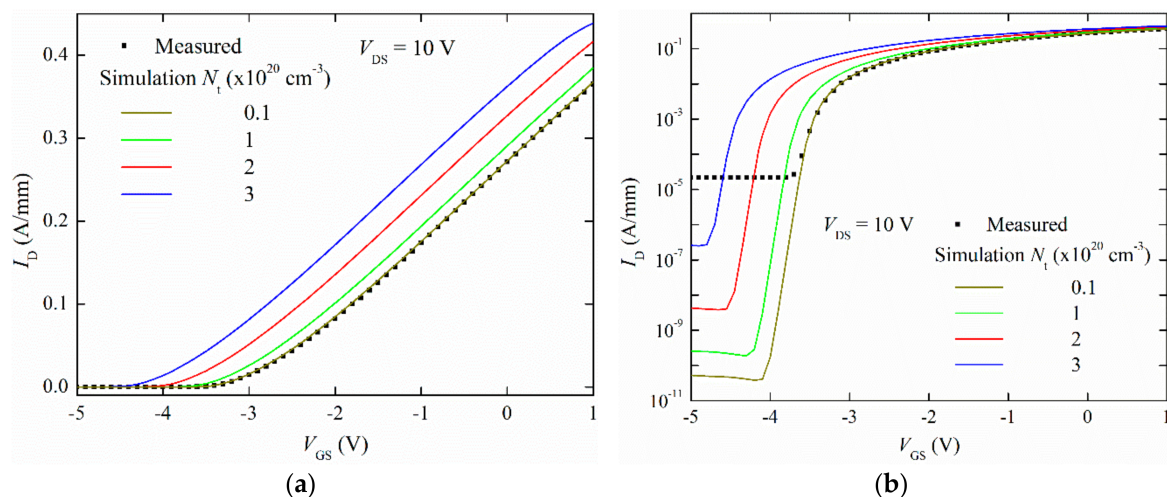 0.4
0.3
0.2
0.1
0.0
I_D (A/mm)
Measured
V_DS = 10 V
Simulation N_t (x10^20 cm-3)
0.1
1
2
3
-5 -4 -3 -2 -1 0 1
V_GS (V)
(a)
10^-1
10^-3
10^-5
10^-7
10^-9
10^-11
I_D (A/mm)
V_DS = 10 V
Measured
Simulation N_t (x10^20 cm-3)
0.1
1
2
3
-5 -4 -3 -2 -1 0 1
V_GS (V)
(b)